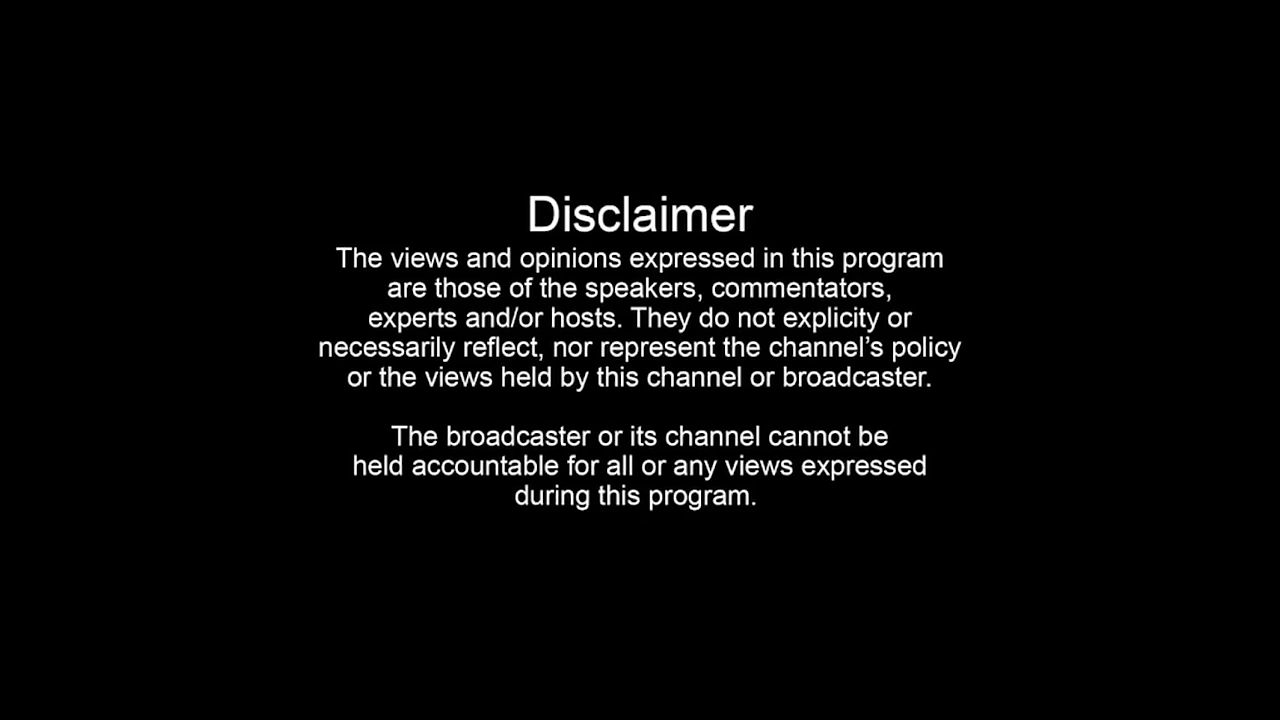 Disclaimer
The views and opinions expressed in this program
are those of the speakers, commentators,
experts and/or hosts. They do not explicity or
necessarily reflect, nor represent the channel’s policy
or the views held by this channel or broadcaster.
The broadcaster or its channel cannot be
held accountable for all or any views expressed
during this program.